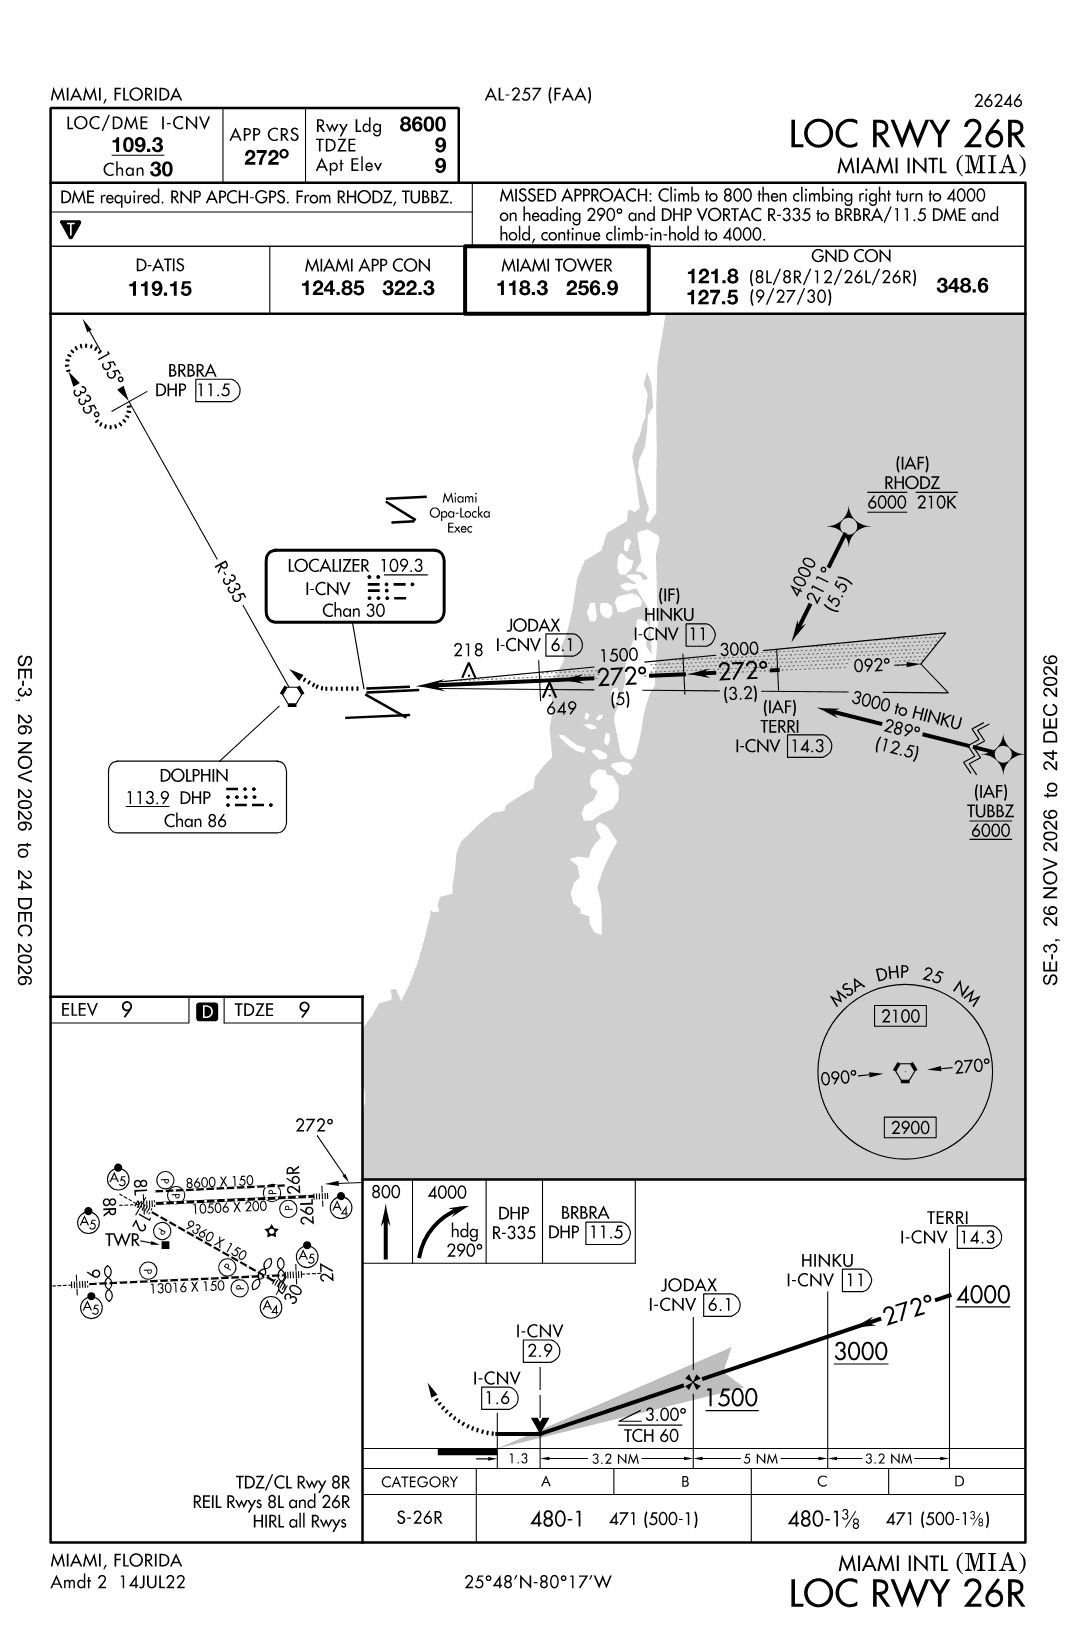 MIAMI, FLORIDA
AL-257 (FAA)
26246
LOC RWY 26R
MIAMI INTL (MIA)
LOC/DME I-CNV
109.3
Chan 30
APP CRS
272°
Rwy Ldg 8600
TDZE 9
Apt Elev 9
DME required. RNP APCH-GPS. From RHODZ, TUBBZ.
T
MISSED APPROACH: Climb to 800 then climbing right turn to 4000
on heading 290° and DHP VORTAC R-335 to BRBRA/11.5 DME and
hold, continue climb-in-hold to 4000.
D-ATIS
119.15
MIAMI APP CON
124.85 322.3
MIAMI TOWER
118.3 256.9
GND CON
121.8 (8L/8R/12/26L/26R)
127.5 (9/27/30)
348.6
155°
335°
BRBRA
DHP 11.5
R-335
Miami
Opa-Locka
Exec
LOCALIZER 109.3
I-CNV
Chan 30
(IAF)
RHODZ
6000 210K
4000
211°
(5.5)
(IF)
HINKU
I-CNV 11
JODAX
I-CNV 6.1
218
649
1500
272°
(5)
3000
272°
(3.2)
092°
(IAF)
TERRI
I-CNV 14.3
3000 to HINKU
289°
(12.5)
(IAF)
TUBBZ
6000
DOLPHIN
113.9 DHP
Chan 86
SE-3, 26 NOV 2026 to 24 DEC 2026
SE-3, 26 NOV 2026 to 24 DEC 2026
MSA DHP 25 NM
2100
090°
270°
2900
ELEV 9
D
TDZE 9
272°
A5
8L
P
P
8600 X 150
P
26R
8R
A5
12
10506 X 200
P
26L
A4
TWR
P
9360 X 150
P
A5
9
P
13016 X 150
P
27
30
A5
A4
TDZ/CL Rwy 8R
REIL Rwys 8L and 26R
HIRL all Rwys
800
4000
hdg
290°
DHP
R-335
BRBRA
DHP 11.5
TERRI
I-CNV 14.3
HINKU
I-CNV 11
JODAX
I-CNV 6.1
I-CNV
2.9
I-CNV
1.6
272°
4000
3000
1500
3.00°
TCH 60
1.3
3.2 NM
5 NM
3.2 NM
CATEGORY A B C D
S-26R 480-1 471 (500-1) 480-1⅜ 471 (500-1⅜)
MIAMI, FLORIDA
Amdt 2 14JUL22
25°48'N-80°17'W
MIAMI INTL (MIA)
LOC RWY 26R